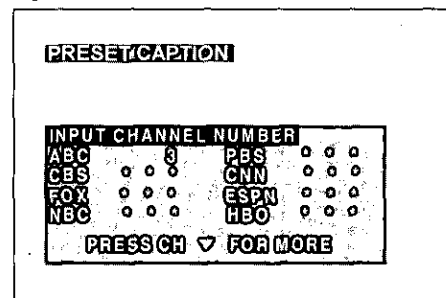 PRESET/CAPTION
INPUT CHANNEL NUMBER
ABC 3 PBS * * *
CBS * * * CNN * * *
FOX * * * ESPN * * *
NBC * * * HBO * * *
PRESS CH ▽ FOR MORE